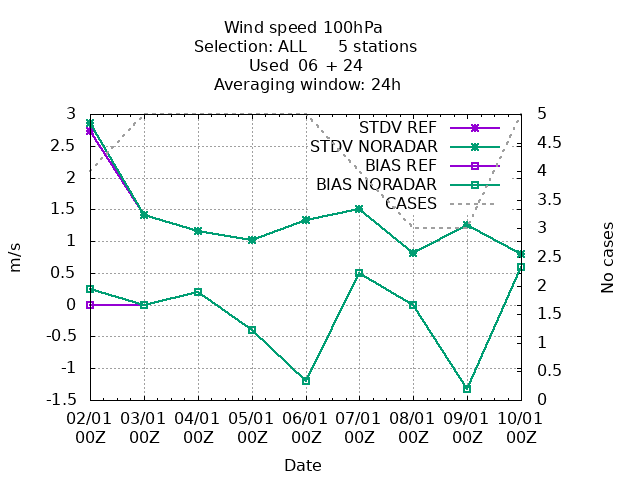 Wind speed 100hPa
Selection: ALL      5 stations
Used  06 + 24
Averaging window: 24h
STDV REF
STDV NORADAR
BIAS REF
BIAS NORADAR
CASES
3
2.5
2
1.5
1
0.5
0
-0.5
-1
-1.5
m/s
5
4.5
4
3.5
3
2.5
2
1.5
1
0.5
0
No cases
02/01 03/01 04/01 05/01 06/01 07/01 08/01 09/01 10/01
00Z 00Z 00Z 00Z 00Z 00Z 00Z 00Z 00Z
Date